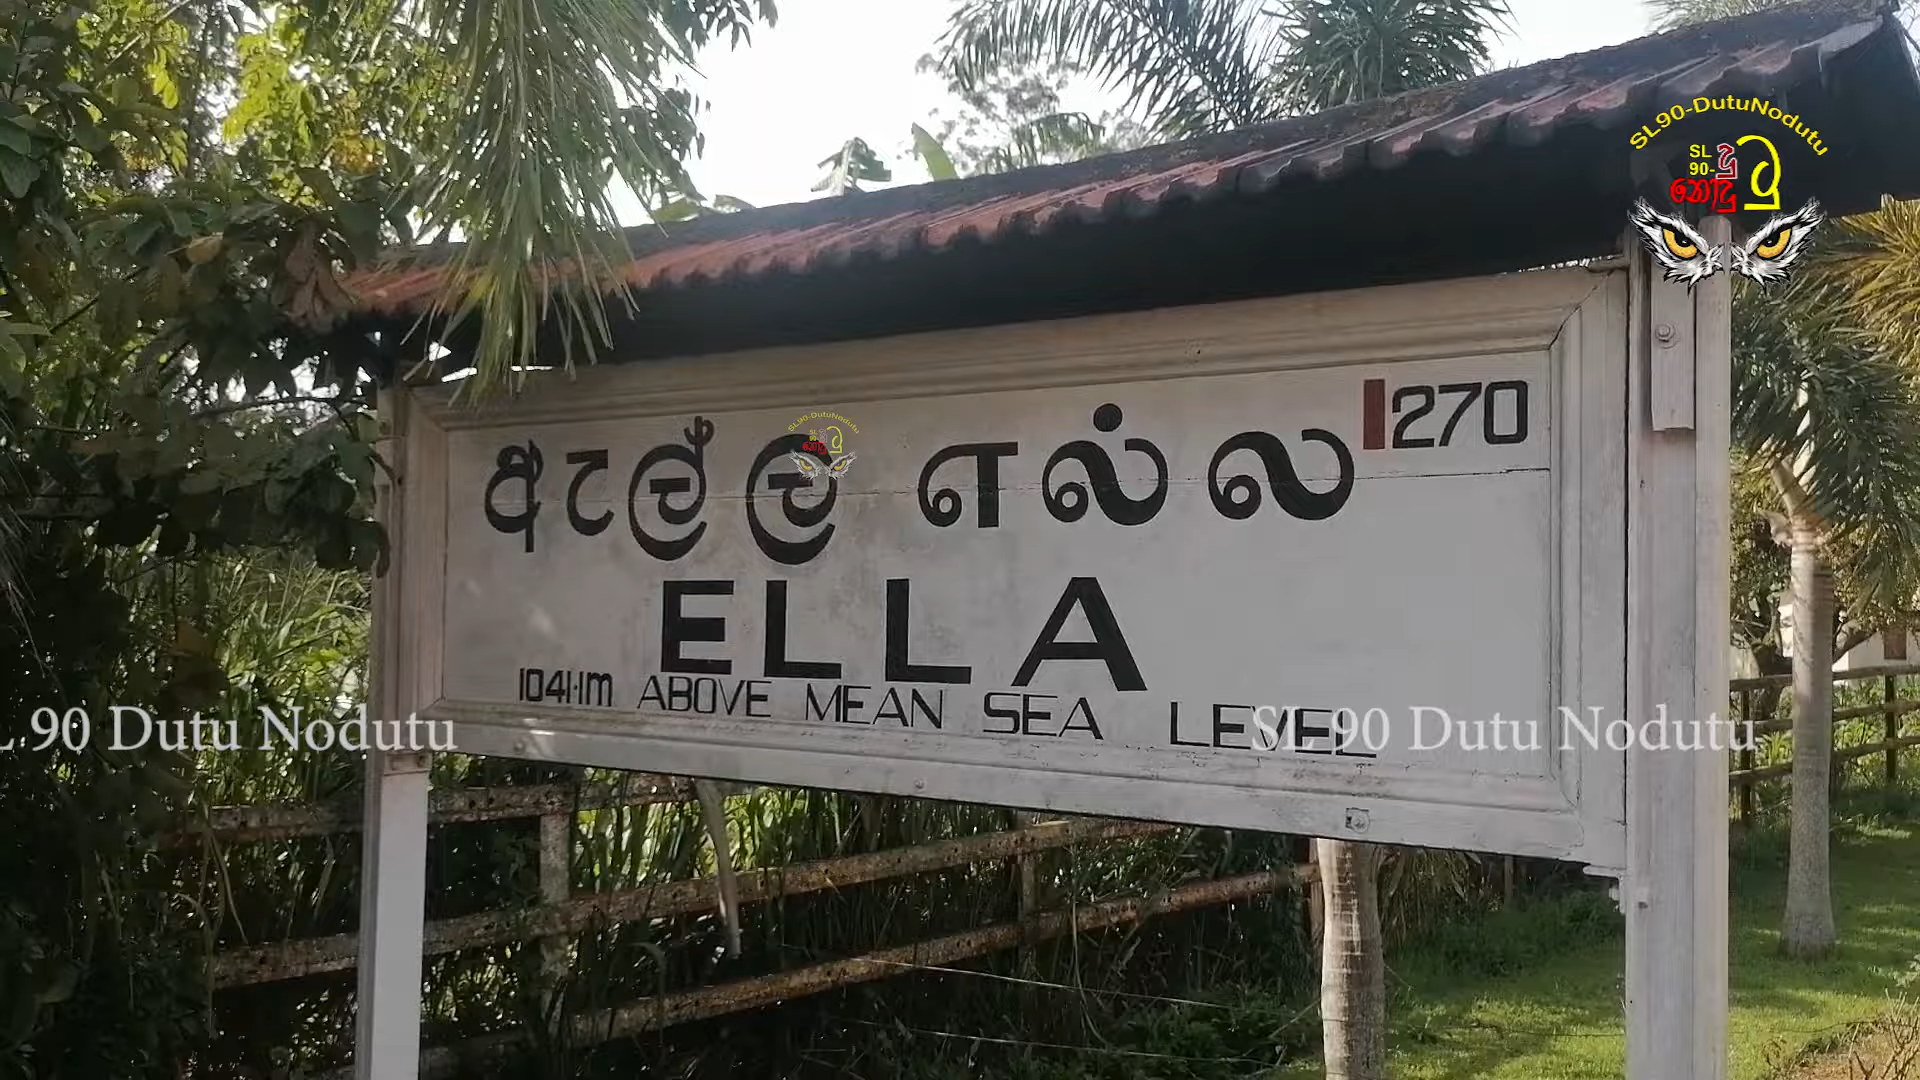 SL90-DutuNodutu
SL
90-දුටු
නොදුටු
ඇල්ල எல்ல 270
ELLA
1041·1m ABOVE MEAN SEA LEVEL
SL 90 Dutu Nodutu SL 90 Dutu Nodutu